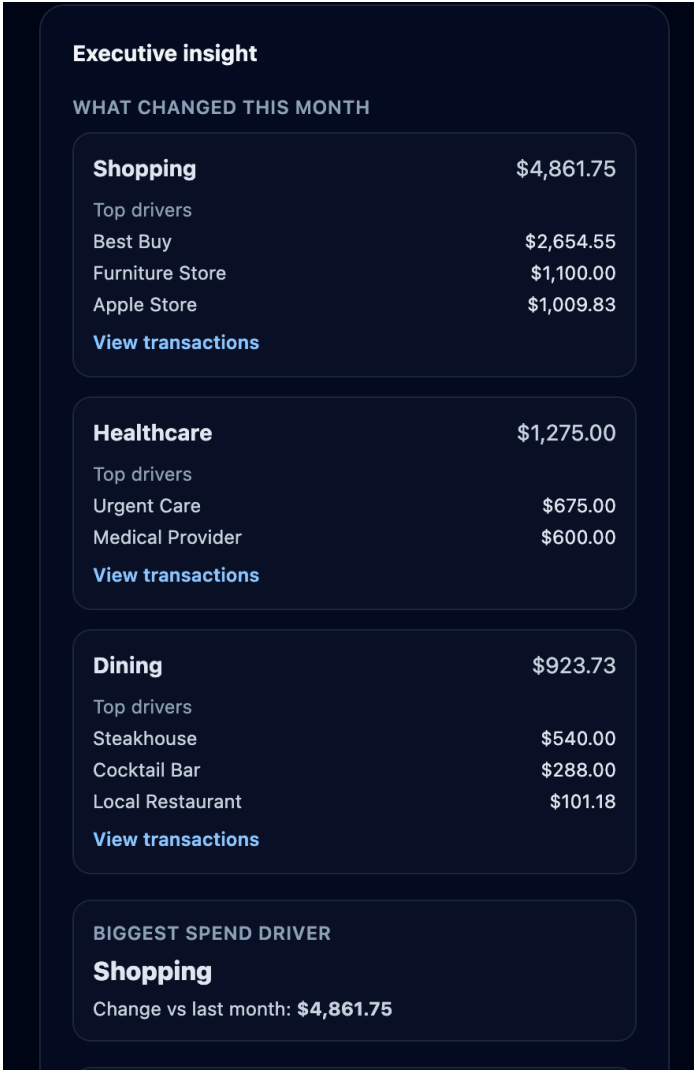 Executive insight
WHAT CHANGED THIS MONTH
Shopping $4,861.75
Top drivers
Best Buy $2,654.55
Furniture Store $1,100.00
Apple Store $1,009.83
View transactions
Healthcare $1,275.00
Top drivers
Urgent Care $675.00
Medical Provider $600.00
View transactions
Dining $923.73
Top drivers
Steakhouse $540.00
Cocktail Bar $288.00
Local Restaurant $101.18
View transactions
BIGGEST SPEND DRIVER
Shopping
Change vs last month: $4,861.75